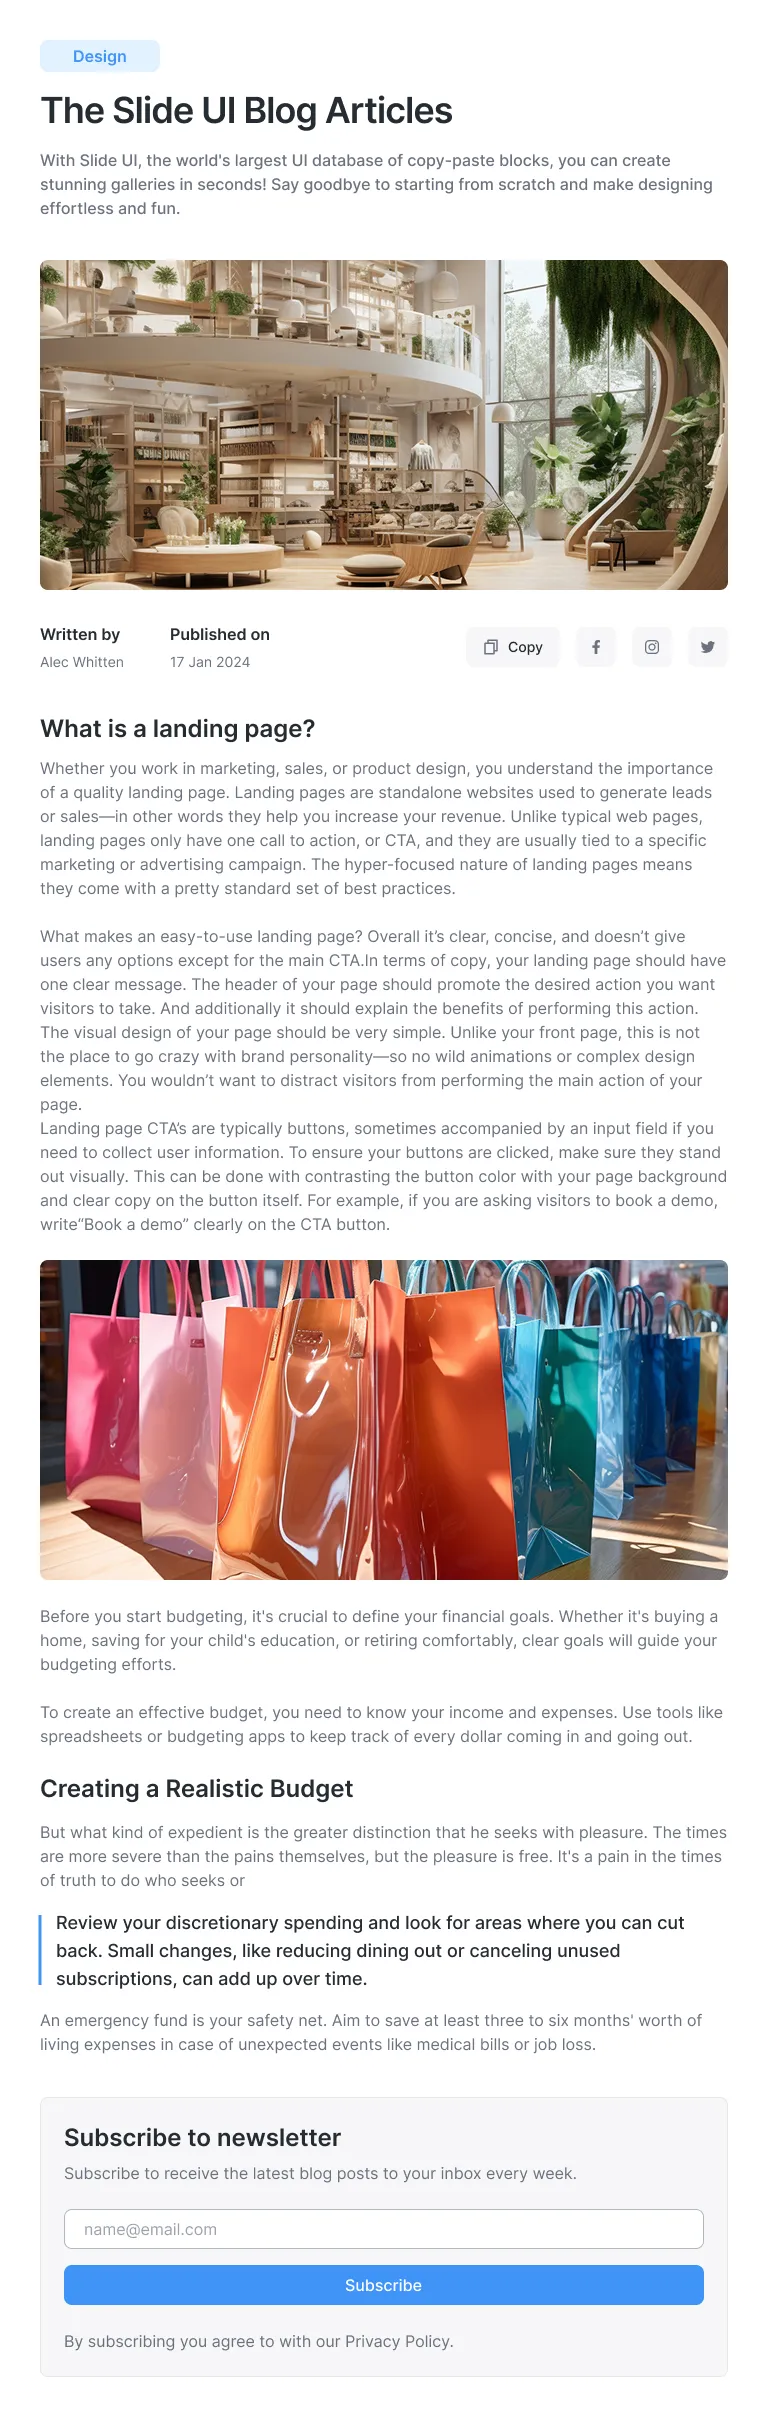 Design
The Slide UI Blog Articles
With Slide UI, the world's largest UI database of copy-paste blocks, you can create
stunning galleries in seconds! Say goodbye to starting from scratch and make designing
effortless and fun.
Written by
Published on
Alec Whitten
17 Jan 2024
Copy
What is a landing page?
Whether you work in marketing, sales, or product design, you understand the importance
of a quality landing page. Landing pages are standalone websites used to generate leads
or sales—in other words they help you increase your revenue. Unlike typical web pages,
landing pages only have one call to action, or CTA, and they are usually tied to a specific
marketing or advertising campaign. The hyper-focused nature of landing pages means
they come with a pretty standard set of best practices.
What makes an easy-to-use landing page? Overall it’s clear, concise, and doesn’t give
users any options except for the main CTA.In terms of copy, your landing page should have
one clear message. The header of your page should promote the desired action you want
visitors to take. And additionally it should explain the benefits of performing this action.
The visual design of your page should be very simple. Unlike your front page, this is not
the place to go crazy with brand personality—so no wild animations or complex design
elements. You wouldn’t want to distract visitors from performing the main action of your
page.
Landing page CTA’s are typically buttons, sometimes accompanied by an input field if you
need to collect user information. To ensure your buttons are clicked, make sure they stand
out visually. This can be done with contrasting the button color with your page background
and clear copy on the button itself. For example, if you are asking visitors to book a demo,
write“Book a demo” clearly on the CTA button.
Before you start budgeting, it's crucial to define your financial goals. Whether it's buying a
home, saving for your child's education, or retiring comfortably, clear goals will guide your
budgeting efforts.
To create an effective budget, you need to know your income and expenses. Use tools like
spreadsheets or budgeting apps to keep track of every dollar coming in and going out.
Creating a Realistic Budget
But what kind of expedient is the greater distinction that he seeks with pleasure. The times
are more severe than the pains themselves, but the pleasure is free. It's a pain in the times
of truth to do who seeks or
Review your discretionary spending and look for areas where you can cut
back. Small changes, like reducing dining out or canceling unused
subscriptions, can add up over time.
An emergency fund is your safety net. Aim to save at least three to six months' worth of
living expenses in case of unexpected events like medical bills or job loss.
Subscribe to newsletter
Subscribe to receive the latest blog posts to your inbox every week.
name@email.com
Subscribe
By subscribing you agree to with our Privacy Policy.